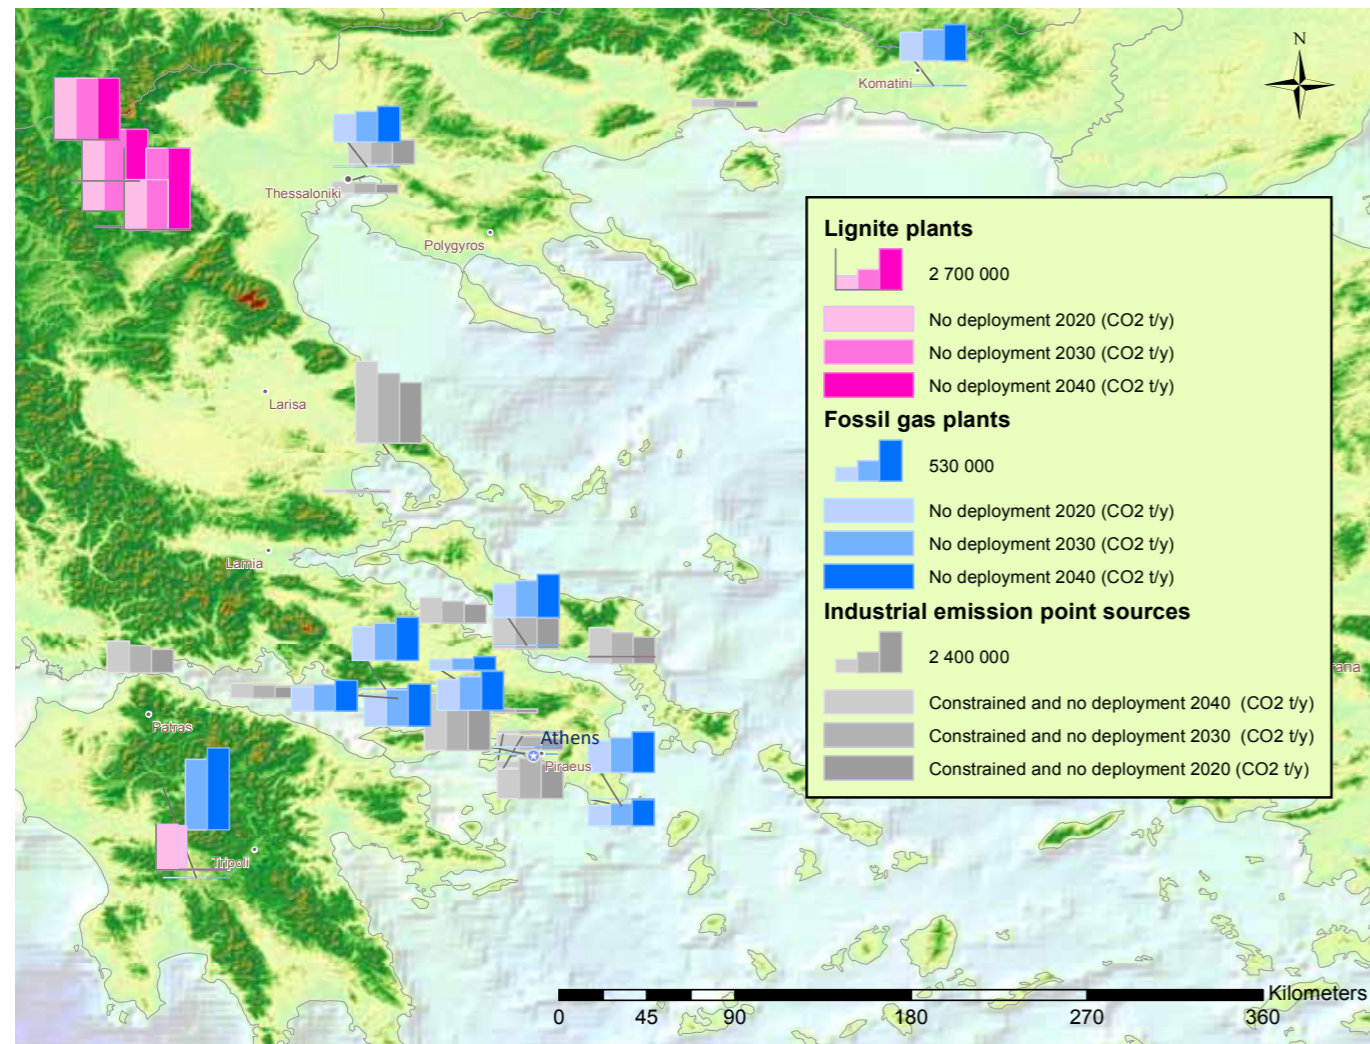 N
Komatini
Thessaloniki
Polygyros
Larisa
Lamia
Patras
Athens
Piraeus
Tripoli
Lignite plants
2 700 000
No deployment 2020 (CO2 t/y)
No deployment 2030 (CO2 t/y)
No deployment 2040 (CO2 t/y)
Fossil gas plants
530 000
No deployment 2020 (CO2 t/y)
No deployment 2030 (CO2 t/y)
No deployment 2040 (CO2 t/y)
Industrial emission point sources
2 400 000
Constrained and no deployment 2040 (CO2 t/y)
Constrained and no deployment 2030 (CO2 t/y)
Constrained and no deployment 2020 (CO2 t/y)
Kilometers
0 45 90 180 270 360